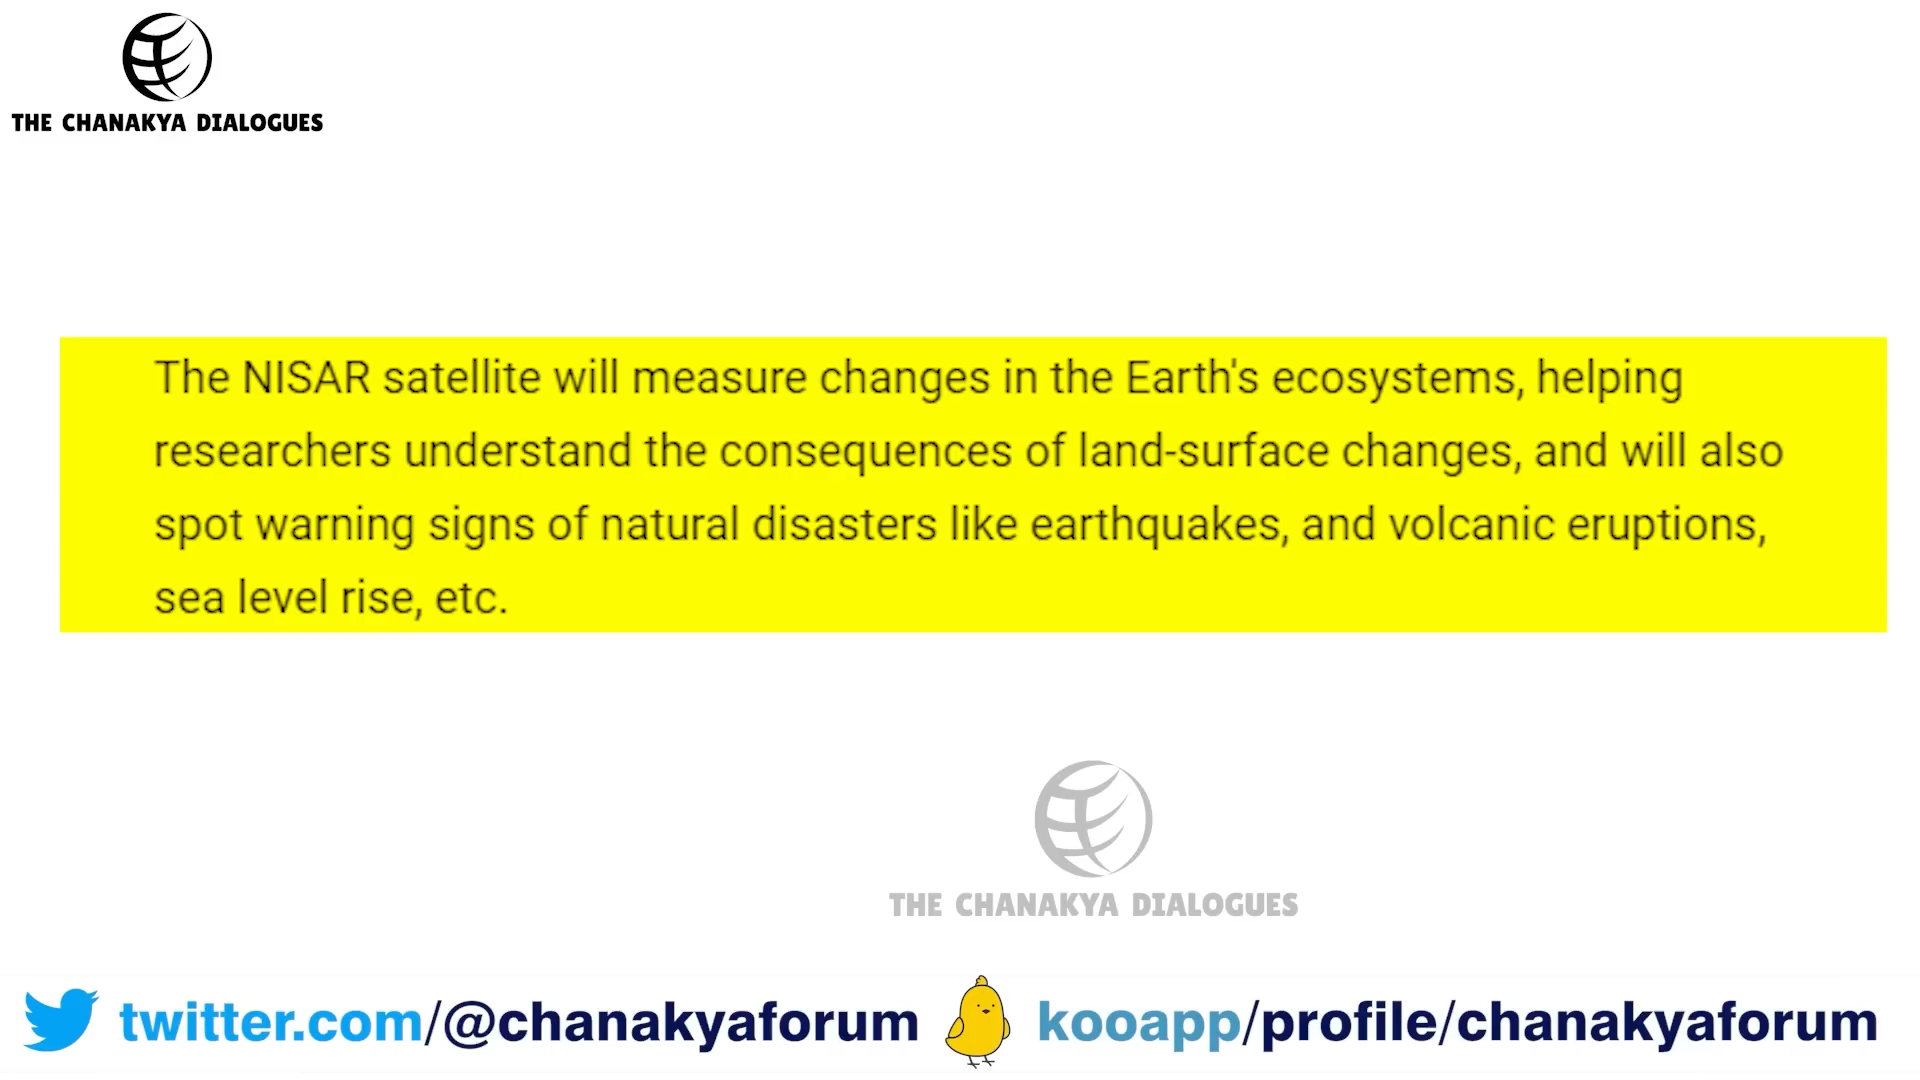 THE CHANAKYA DIALOGUES
The NISAR satellite will measure changes in the Earth's ecosystems, helping
researchers understand the consequences of land-surface changes, and will also
spot warning signs of natural disasters like earthquakes, and volcanic eruptions,
sea level rise, etc.
THE CHANAKYA DIALOGUES
twitter.com/@chanakyaforum kooapp/profile/chanakyaforum